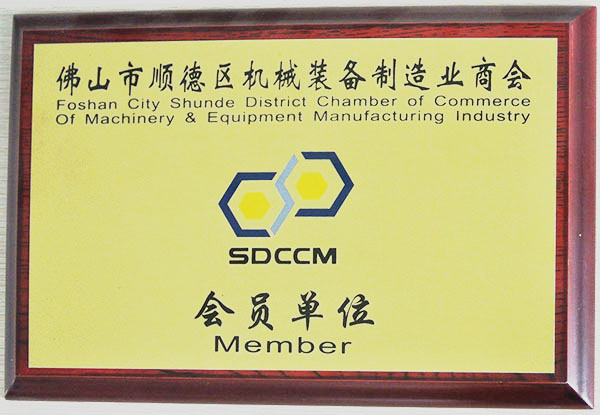 佛山市顺德区机械装备制造业商会
Foshan City Shunde District Chamber of Commerce
Of Machinery & Equipment Manufacturing Industry
SDCCM
会员单位
Member